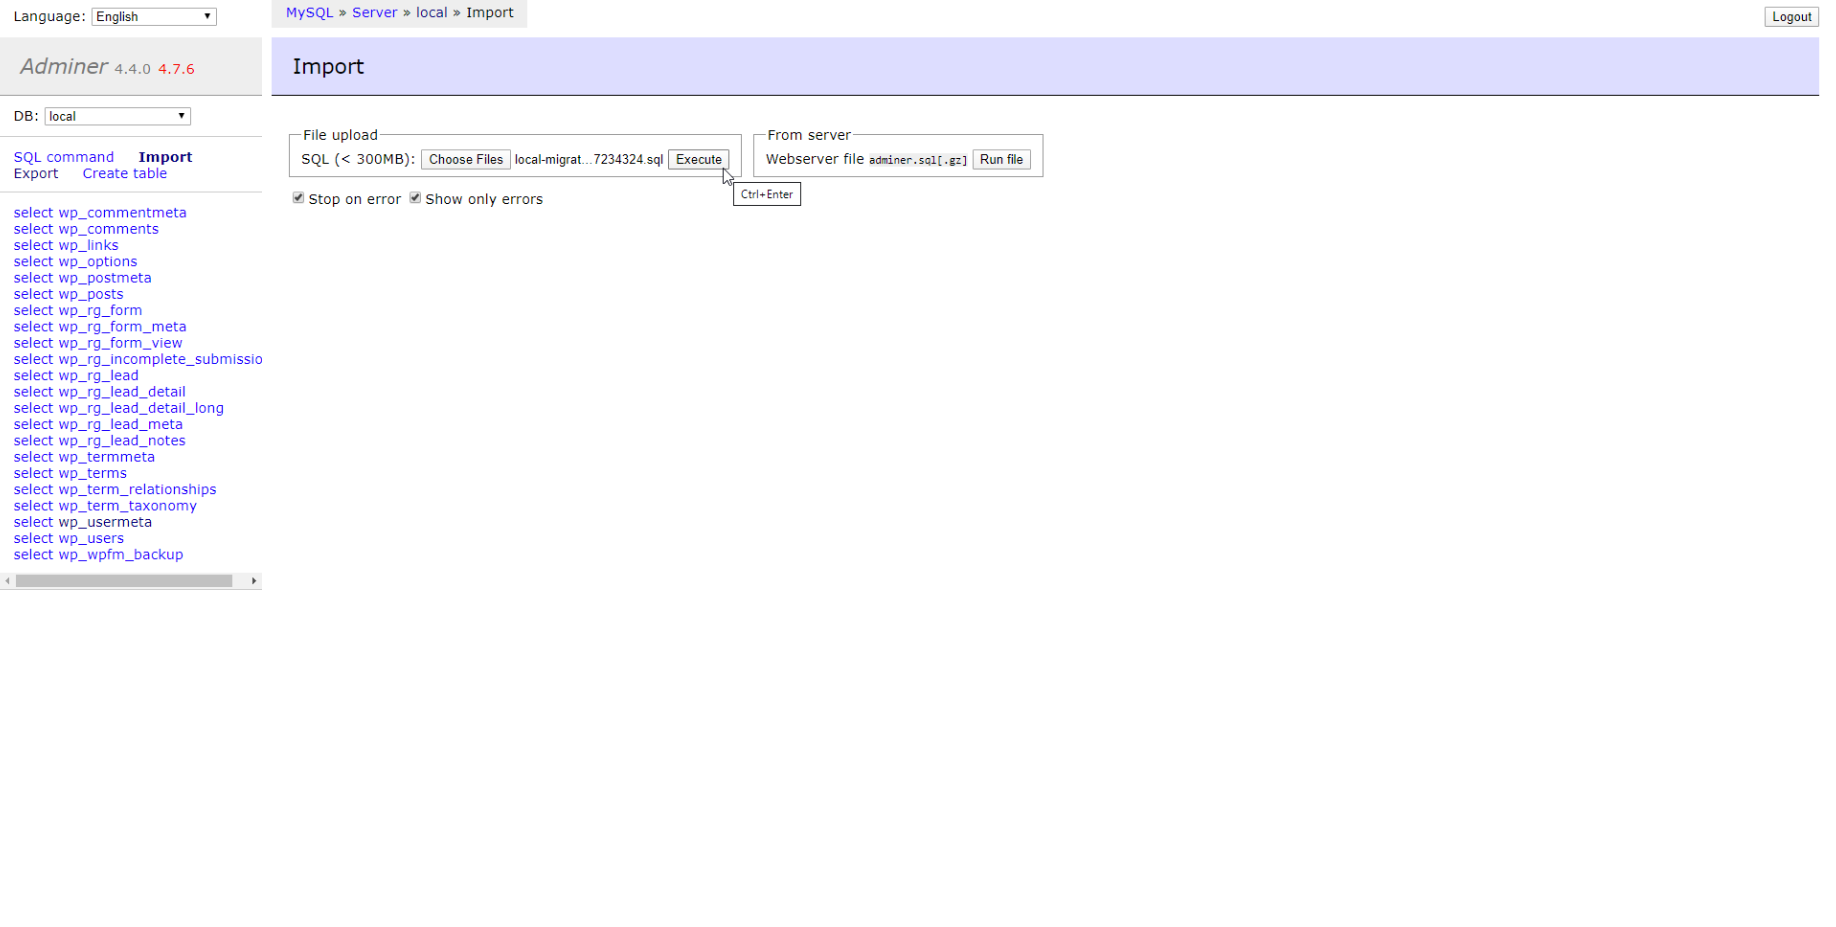 Language: English
MySQL » Server » local » Import
Logout
Adminer 4.4.0 4.7.6
Import
DB: local
SQL command Import
Export Create table
File upload
SQL (< 300MB): Choose Files local-migrat...7234324.sql Execute
From server
Webserver file adminer.sql[.gz] Run file
Ctrl+Enter
Stop on error Show only errors
select wp_commentmeta
select wp_comments
select wp_links
select wp_options
select wp_postmeta
select wp_posts
select wp_rg_form
select wp_rg_form_meta
select wp_rg_form_view
select wp_rg_incomplete_submissio
select wp_rg_lead
select wp_rg_lead_detail
select wp_rg_lead_detail_long
select wp_rg_lead_meta
select wp_rg_lead_notes
select wp_termmeta
select wp_terms
select wp_term_relationships
select wp_term_taxonomy
select wp_usermeta
select wp_users
select wp_wpfm_backup